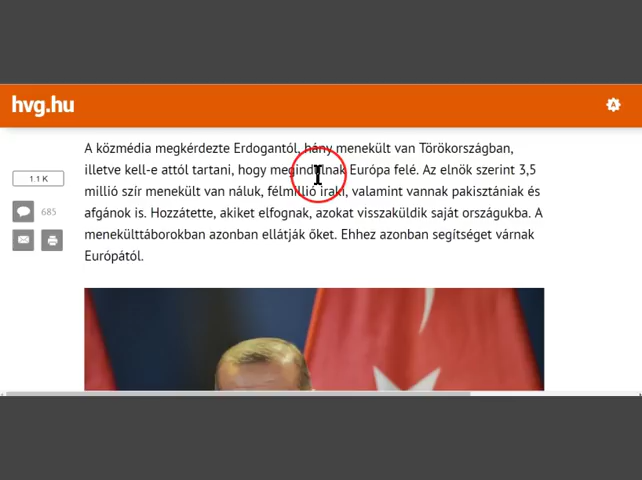 hvg.hu
A közmédia megkérdezte Erdogantól, hány menekült van Törökországban,
1.1 K
illetve kell-e attól tartani, hogy megindulnak Európa felé. Az elnök szerint 3,5
millió szír menekült van náluk, félmillió iraki, valamint vannak pakisztániak és
685
afgánok is. Hozzátette, akiket elfognak, azokat visszaküldik saját országukba. A
menekülttáborokban azonban ellátják őket. Ehhez azonban segítséget várnak
Európától.